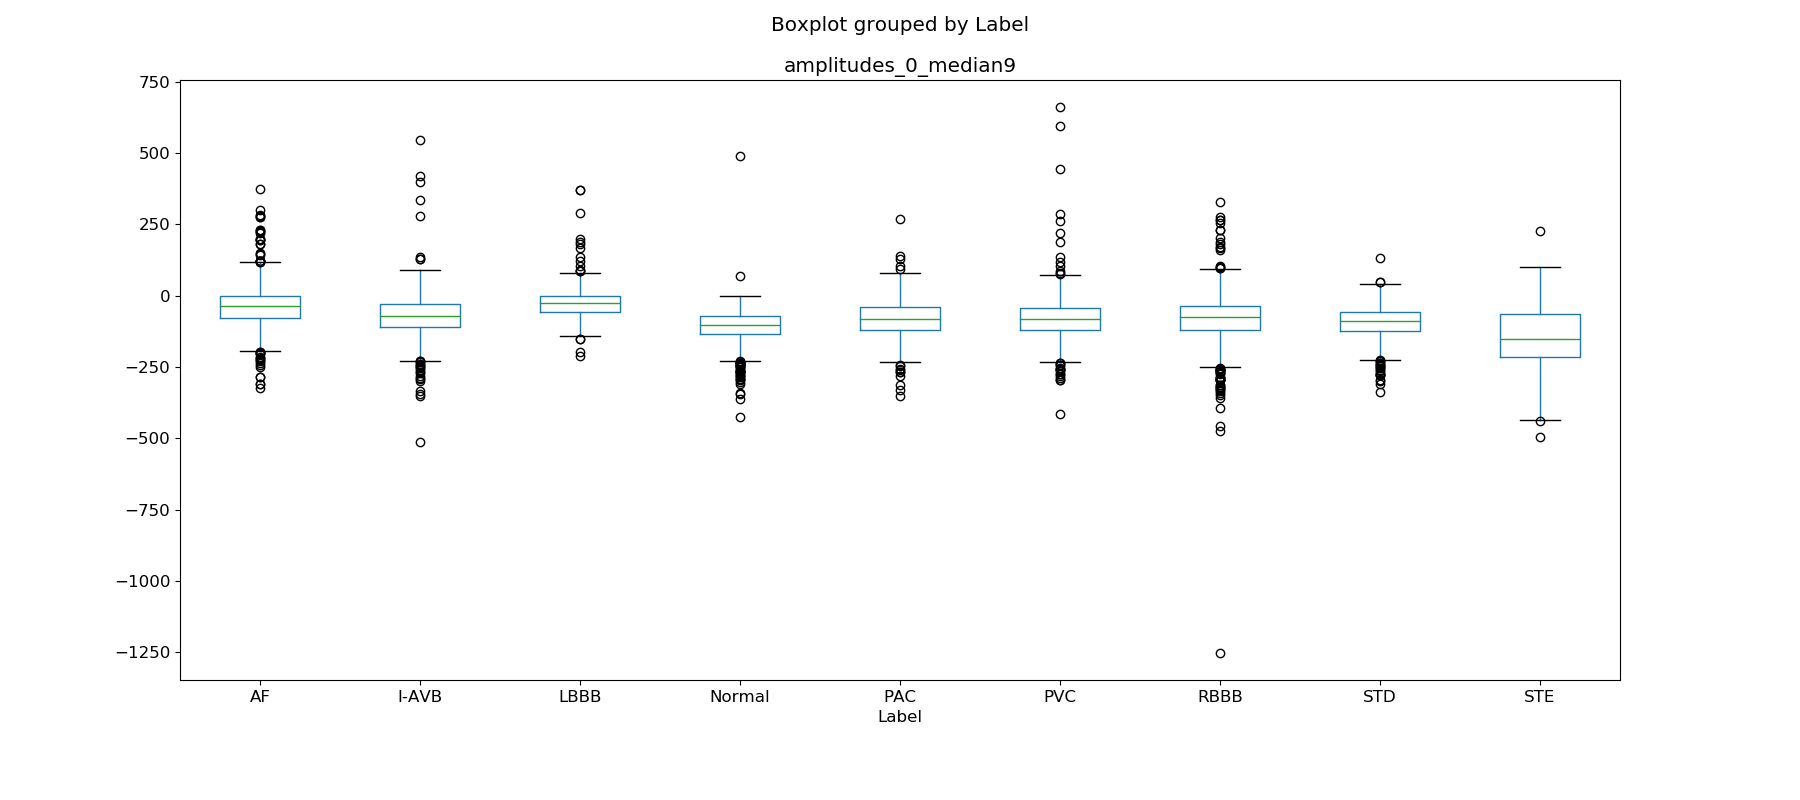 Boxplot grouped by Label
amplitudes_0_median9
750
500
250
0
−250
−500
−750
−1000
−1250
AF I-AVB LBBB Normal PAC PVC RBBB STD STE
Label